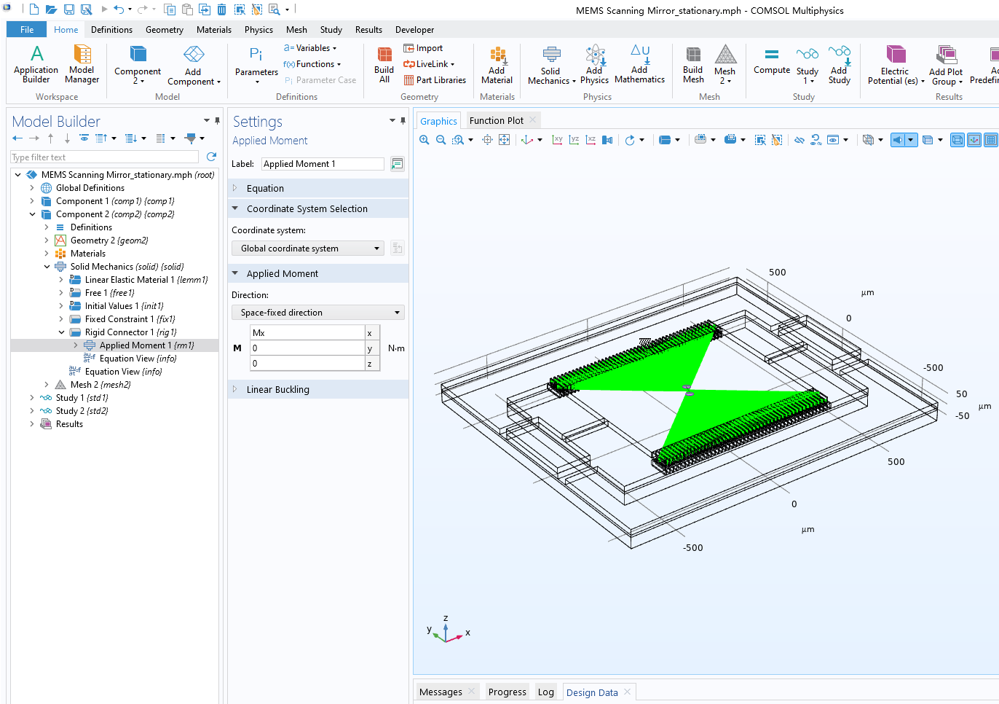 MEMS Scanning Mirror_stationary.mph - COMSOL Multiphysics
File Home Definitions Geometry Materials Physics Mesh Study Results Developer
Application Builder
Model Manager
Workspace
Component 2
Add Component
Model
Pi
Parameters
a= Variables
f(x) Functions
Pi Parameter Case
Definitions
Build All
Import
LiveLink
Part Libraries
Geometry
Add Material
Materials
Solid Mechanics
Add Physics
Add Mathematics
Physics
Build Mesh
Mesh 2
Mesh
Compute
Study 1
Add Study
Study
Electric Potential (es)
Add Plot Group
Results
Model Builder
Type filter text
MEMS Scanning Mirror_stationary.mph (root)
Global Definitions
Component 1 (comp1) {comp1}
Component 2 (comp2) {comp2}
Definitions
Geometry 2 {geom2}
Materials
Solid Mechanics (solid) {solid}
Linear Elastic Material 1 {lemm1}
Free 1 {free1}
Initial Values 1 {init1}
Fixed Constraint 1 {fix1}
Rigid Connector 1 {rig1}
Applied Moment 1 {rm1}
Equation View {info}
Equation View {info}
Mesh 2 {mesh2}
Study 1 {std1}
Study 2 {std2}
Results
Settings
Applied Moment
Label: Applied Moment 1
Equation
Coordinate System Selection
Coordinate system:
Global coordinate system
Applied Moment
Direction:
Space-fixed direction
Mx x
M 0 y N·m
0 z
Linear Buckling
Graphics Function Plot
xy yz xz
500
µm
0
-500
50
µm
-50
500
0
µm
-500
z
y
x
Messages Progress Log Design Data